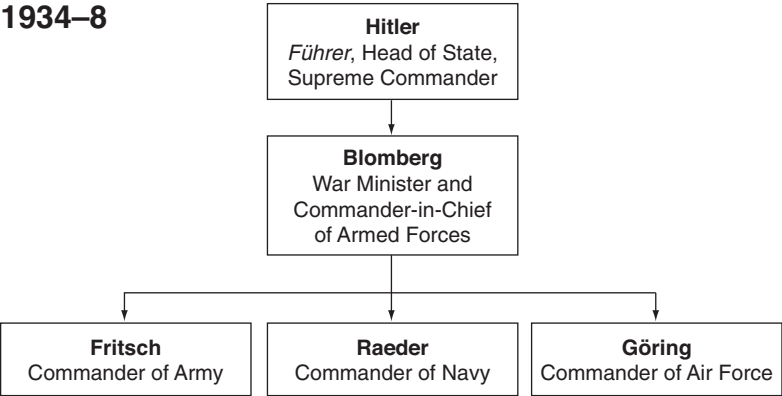 1934–8
Hitler
Führer, Head of State,
Supreme Commander
Blomberg
War Minister and
Commander-in-Chief
of Armed Forces
Fritsch
Commander of Army
Raeder
Commander of Navy
Göring
Commander of Air Force